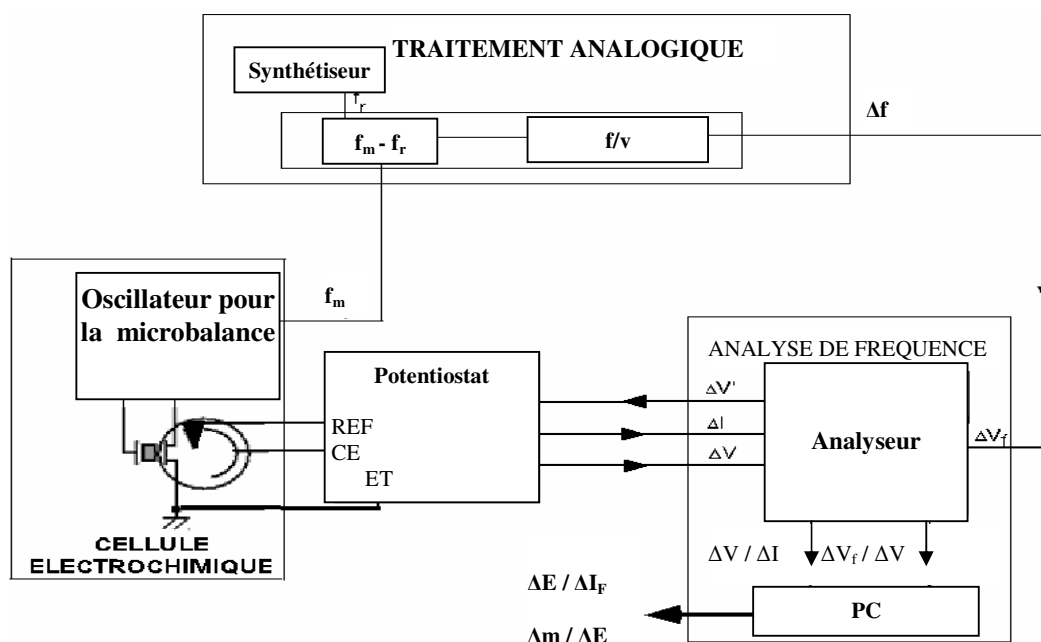 TRAITEMENT ANALOGIQUE
Synthétiseur
f_r
Δf
f_m - f_r
f/v
Oscillateur pour
la microbalance
f_m
ANALYSE DE FREQUENCE
Potentiostat
ΔV'
REF
ΔI
Analyseur
ΔV_f
CE
ΔV
ET
CELLULE
ELECTROCHIMIQUE
ΔV / ΔI
ΔV_f / ΔV
ΔE / ΔI_F
PC
Δm / ΔE